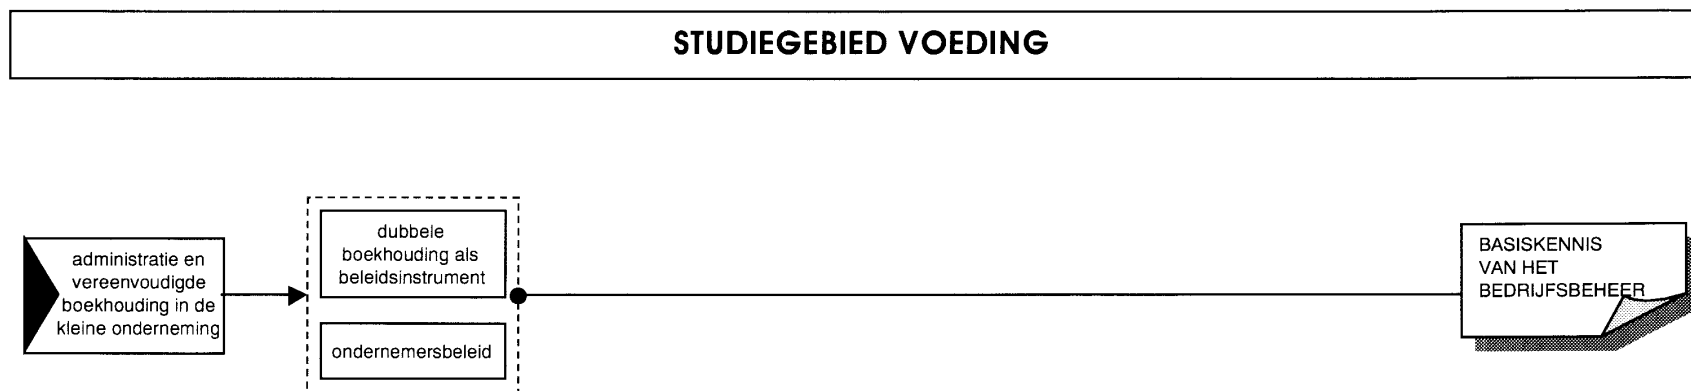 STUDIEGEBIED VOEDING
administratie en
vereenvoudigde
boekhouding in de
kleine onderneming
dubbele
boekhouding als
beleidsinstrument
ondernemersbeleid
BASISKENNIS
VAN HET
BEDRIJFSBEHEER